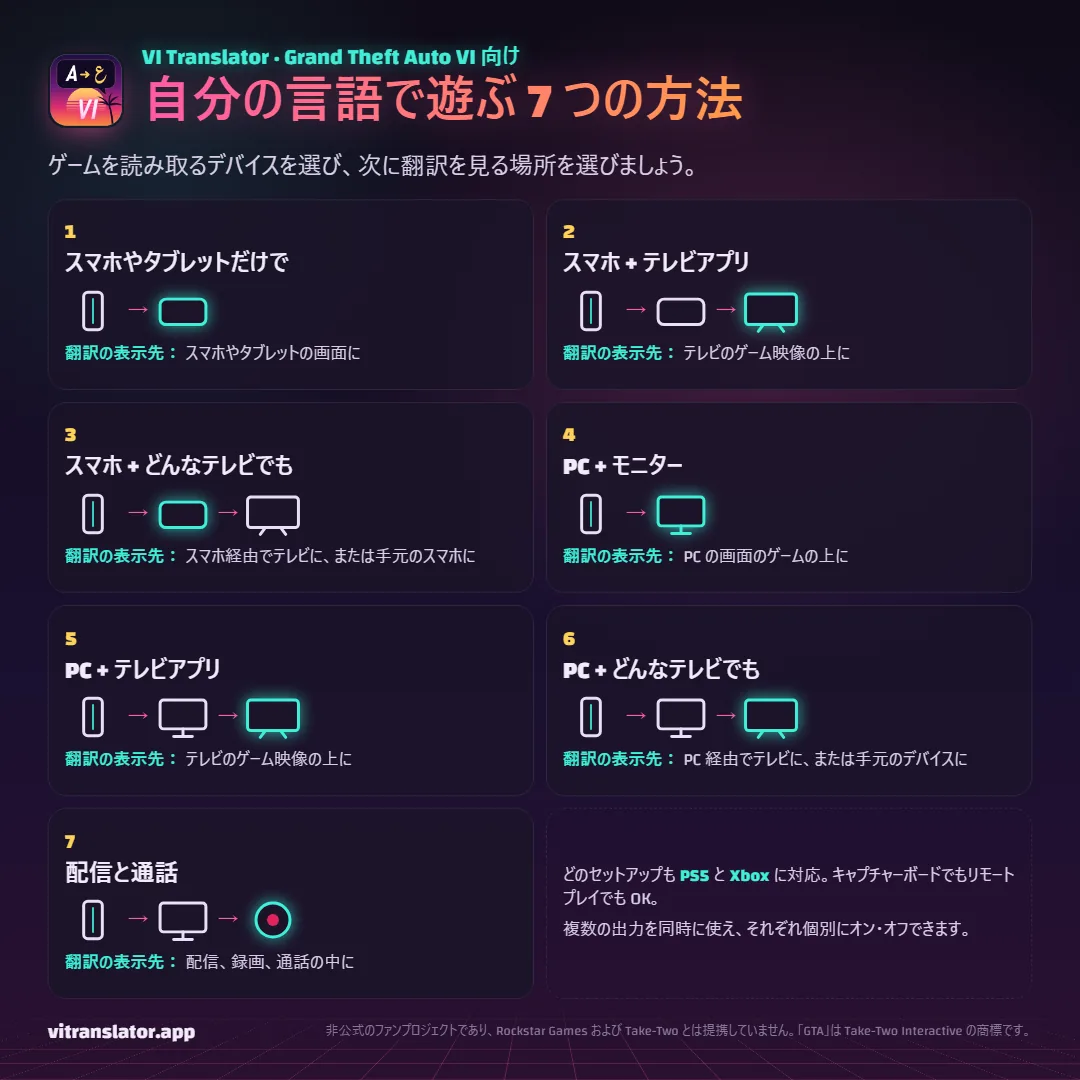 A→ع
VI
VI Translator · Grand Theft Auto VI 向け
自分の言語で遊ぶ 7 つの方法
ゲームを読み取るデバイスを選び、次に翻訳を見る場所を選びましょう。
1
スマホやタブレットだけで
→
翻訳の表示先： スマホやタブレットの画面に
2
スマホ + テレビアプリ
→ →
翻訳の表示先： テレビのゲーム映像の上に
3
スマホ + どんなテレビでも
→ →
翻訳の表示先： スマホ経由でテレビに、または手元のスマホに
4
PC + モニター
→
翻訳の表示先： PC の画面のゲームの上に
5
PC + テレビアプリ
→ →
翻訳の表示先： テレビのゲーム映像の上に
6
PC + どんなテレビでも
→ →
翻訳の表示先： PC 経由でテレビに、または手元のデバイスに
7
配信と通話
→ →
翻訳の表示先： 配信、録画、通話の中に
どのセットアップも PS5 と Xbox に対応。キャプチャーボードでもリモート
プレイでも OK。
複数の出力を同時に使え、それぞれ個別にオン・オフできます。
vitranslator.app
非公式のファンプロジェクトであり、Rockstar Games および Take-Two とは提携していません。「GTA」は Take-Two Interactive の商標です。